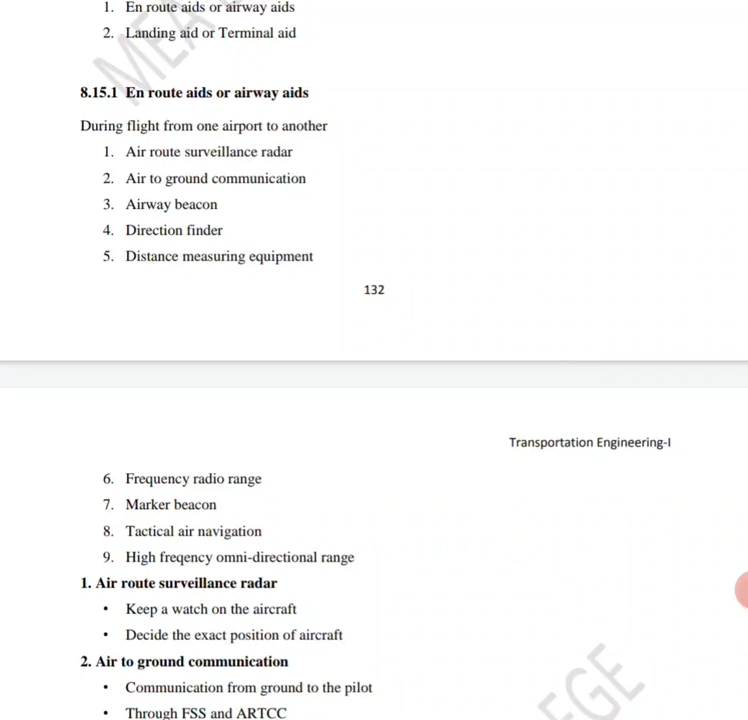 1. En route aids or airway aids
2. Landing aid or Terminal aid
8.15.1 En route aids or airway aids
During flight from one airport to another
1. Air route surveillance radar
2. Air to ground communication
3. Airway beacon
4. Direction finder
5. Distance measuring equipment
132
Transportation Engineering-I
6. Frequency radio range
7. Marker beacon
8. Tactical air navigation
9. High freqency omni-directional range
1. Air route surveillance radar
• Keep a watch on the aircraft
• Decide the exact position of aircraft
2. Air to ground communication
• Communication from ground to the pilot
• Through FSS and ARTCC